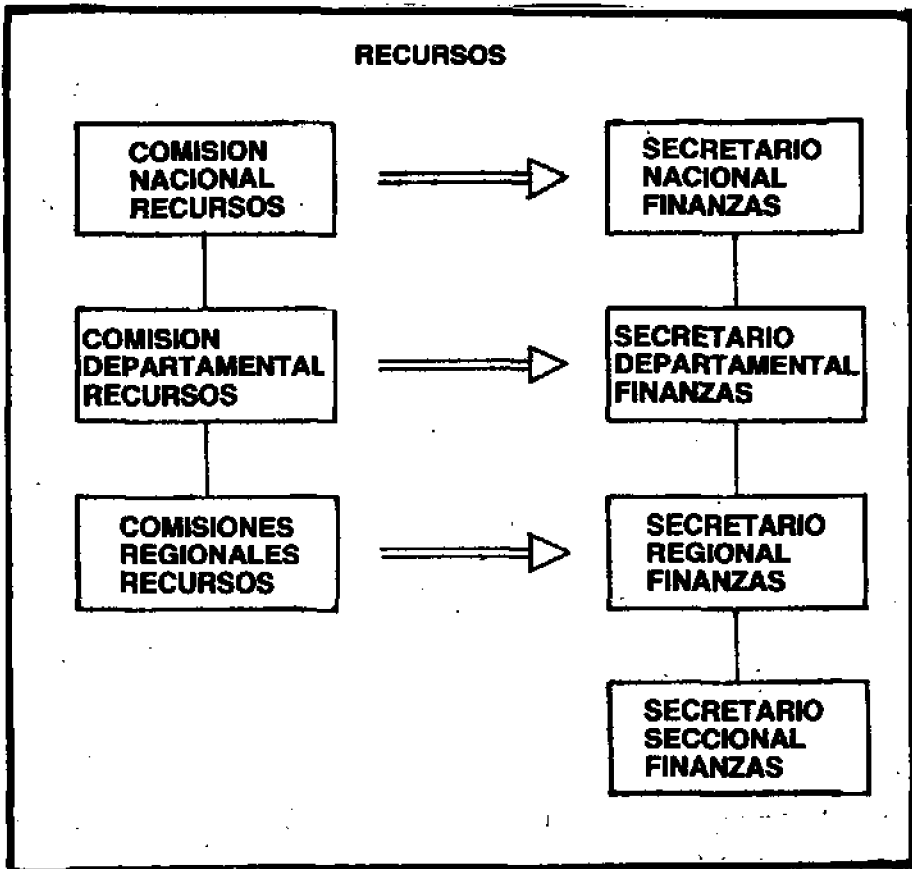 RECURSOS
COMISION
NACIONAL
RECURSOS
SECRETARIO
NACIONAL
FINANZAS
COMISION
DEPARTAMENTAL
RECURSOS
SECRETARIO
DEPARTAMENTAL
FINANZAS
COMISIONES
REGIONALES
RECURSOS
SECRETARIO
REGIONAL
FINANZAS
SECRETARIO
SECCIONAL
FINANZAS